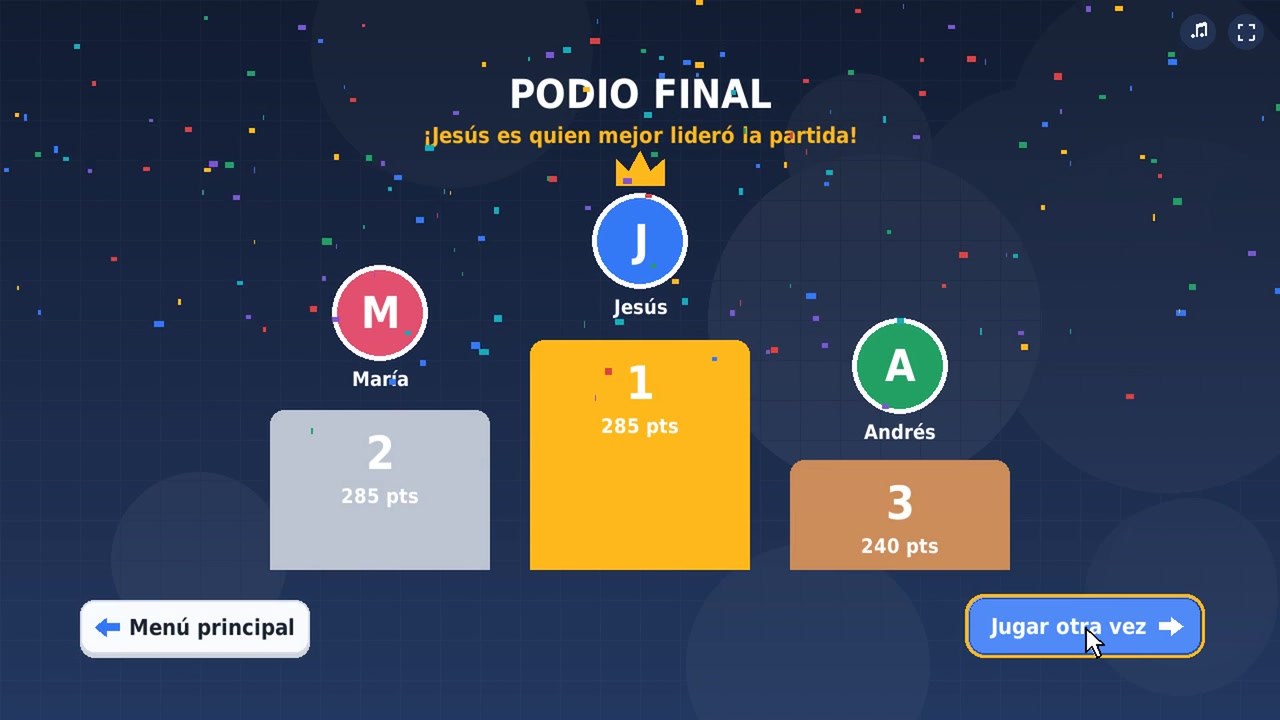 PODIO FINAL
¡Jesús es quien mejor lideró la partida!
J
Jesús
M
María
A
Andrés
1
285 pts
2
285 pts
3
240 pts
Menú principal
Jugar otra vez